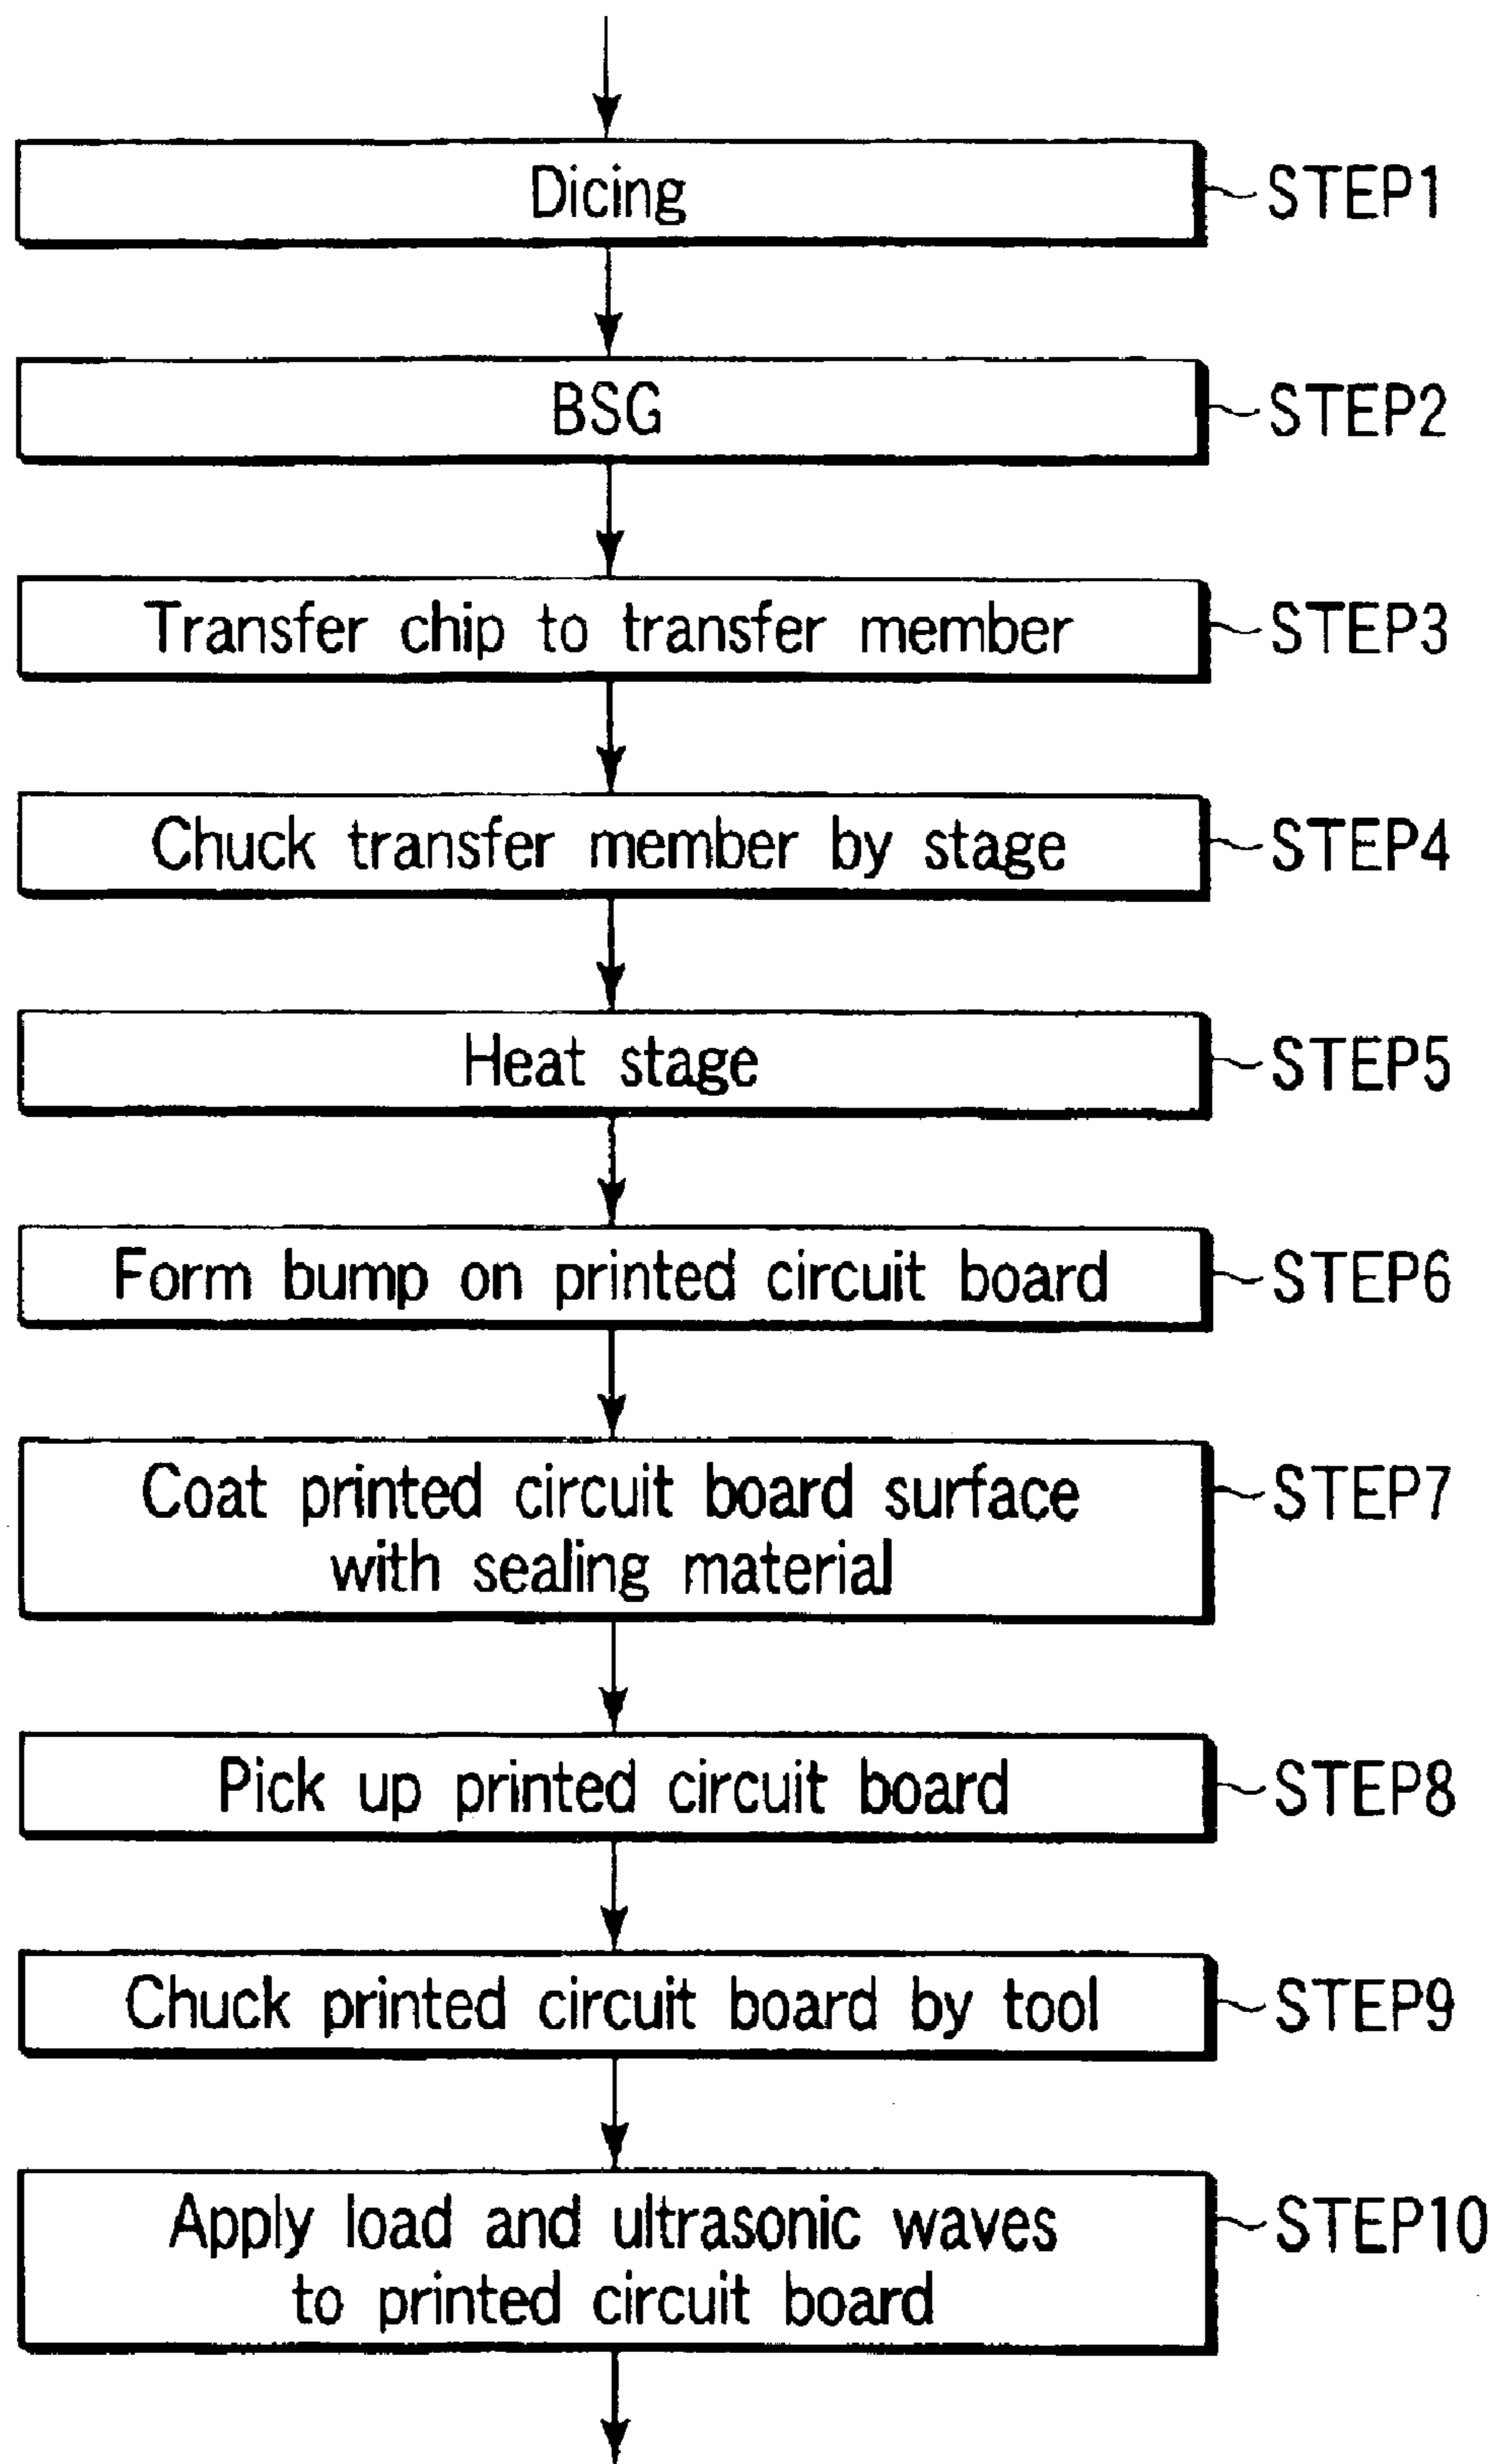 Dicing
STEP1
BSG
STEP2
Transfer chip to transfer member
STEP3
Chuck transfer member by stage
STEP4
Heat stage
STEP5
Form bump on printed circuit board
STEP6
Coat printed circuit board surface
with sealing material
STEP7
Pick up printed circuit board
STEP8
Chuck printed circuit board by tool
STEP9
Apply load and ultrasonic waves
to printed circuit board
STEP10